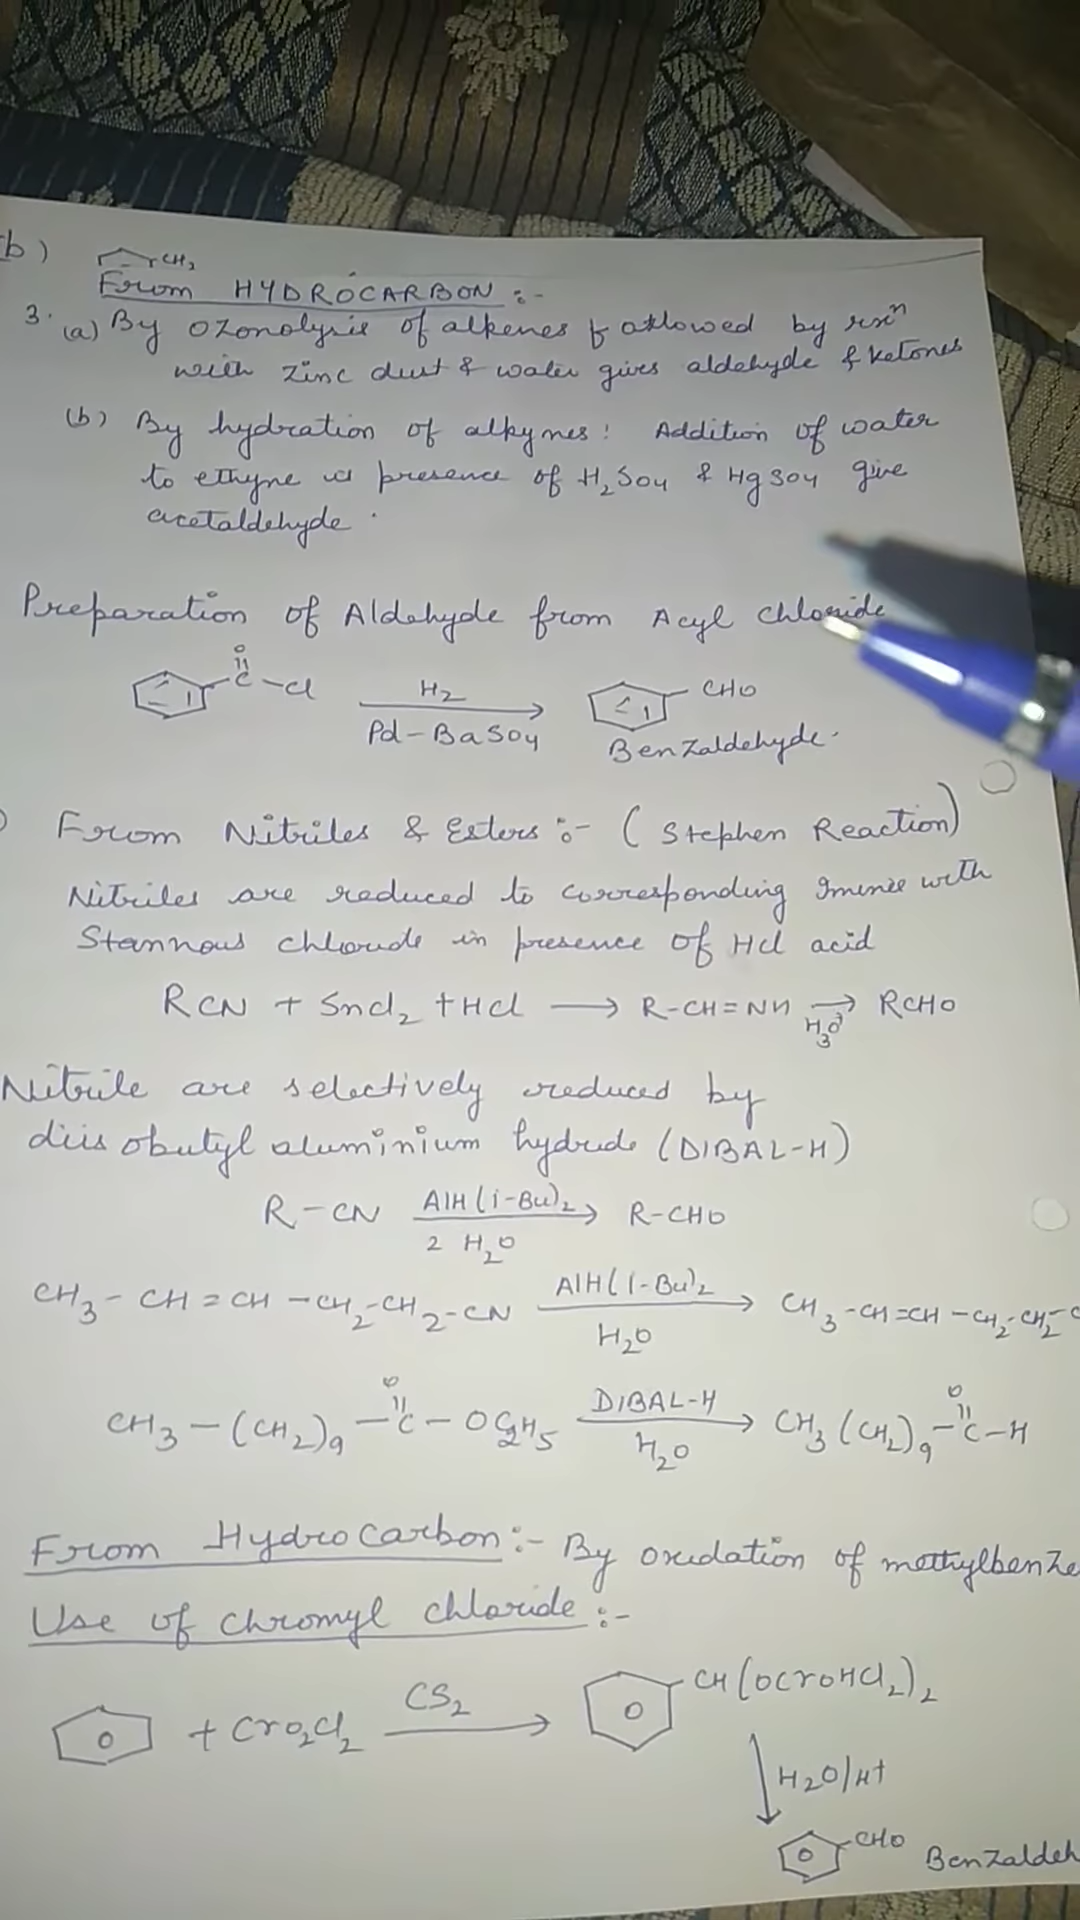 b)
CH2
From HYDROCARBON :-
3. (a) By Ozonolysis of alkenes followed by rxn
with zinc dust & water gives aldehyde & ketones
(b) By hydration of alkynes: Addition of water
to ethyne is presence of H2SO4 & HgSO4 give
acetaldehyde .
Preparation of Aldehyde from Acyl chloride
O
C -Cl H2 CHO
Pd-BaSO4 Benzaldehyde.
From Nitriles & Esters :- ( Stephen Reaction)
Nitriles are reduced to corresponding Imine with
Stannous chloride in presence of HCl acid
RCN + SnCl2 + HCl → R-CH=NH → RCHO
H3O+
Nitrile are selectively reduced by
diisobutyl aluminium hydride (DIBAL-H)
R-CN AlH(i-Bu)2 → R-CHO
2 H2O
CH3-CH=CH-CH2-CH2-CN AlH(i-Bu)2 → CH3-CH=CH-CH2-CH2-C
H2O
O O
CH3-(CH2)9-C-OC2H5 DIBAL-H → CH3(CH2)9-C-H
H2O
From Hydrocarbon :- By oxidation of methylbenze
Use of chromyl chloride :-
+ CrO2Cl2 CS2 → CH(OCrOHCl2)2
H2O/H+
CHO Benzaldeh